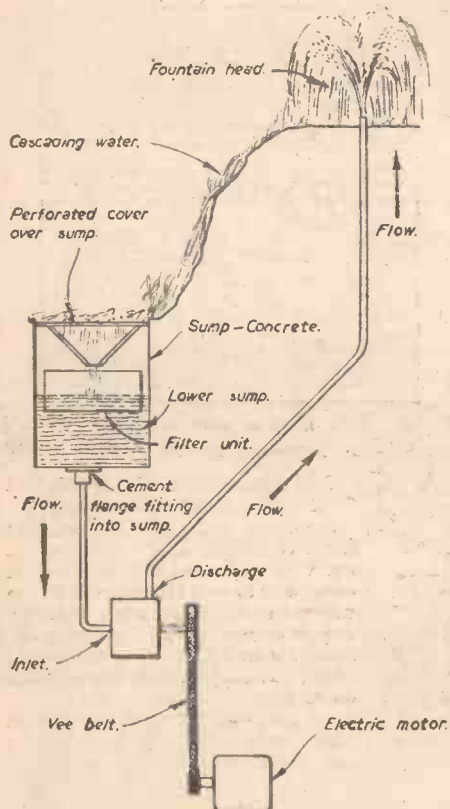 Fountain head.
Cascading water.
Perforated cover
over sump.
Flow.
Sump-Concrete.
Lower sump.
Filter unit.
Cement
flange fitting
into sump.
Flow.
Flow.
Discharge
Inlet.
Vee belt.
Electric motor.